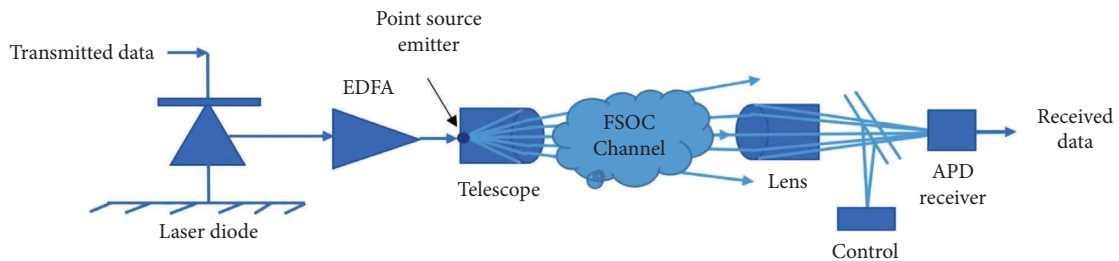 Transmitted data
Laser diode
EDFA
Point source
emitter
Telescope
FSOC
Channel
Lens
Control
APD
receiver
Received
data